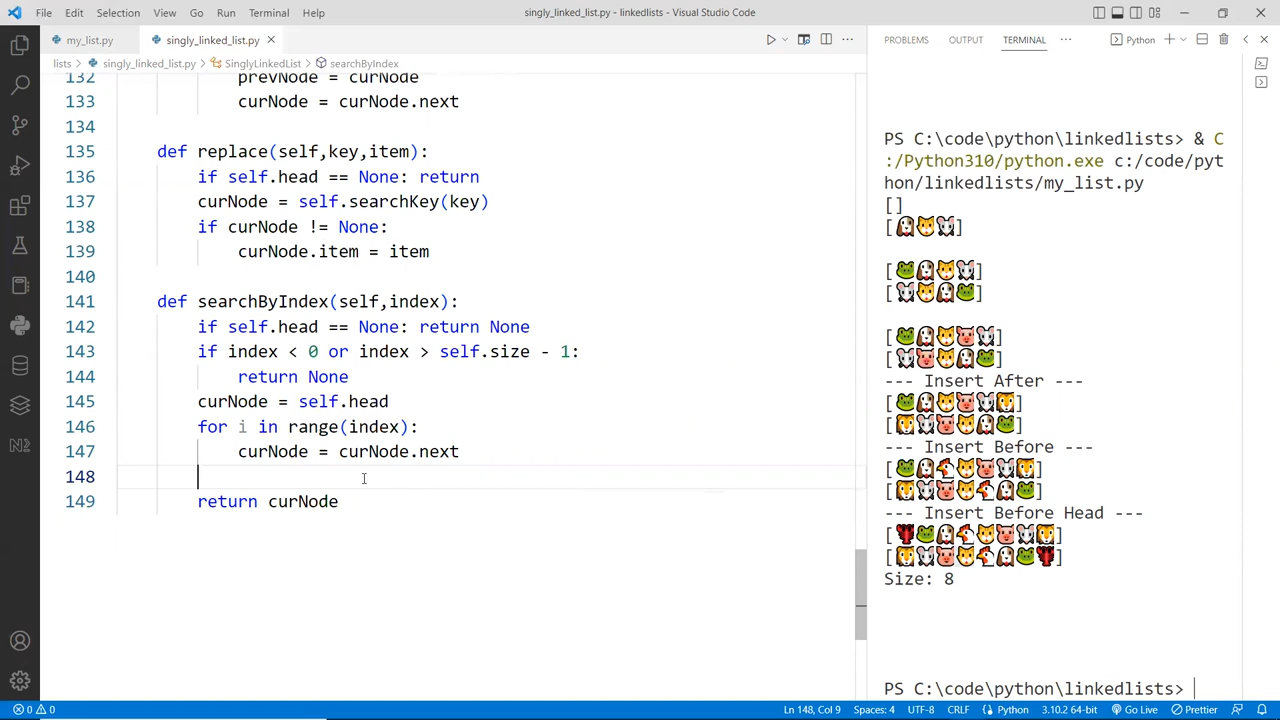 File Edit Selection View Go Run Terminal Help
singly_linked_list.py - linkedlists - Visual Studio Code
my_list.py singly_linked_list.py
lists > singly_linked_list.py > SinglyLinkedList > searchByIndex
132 prevNode = curNode
133 curNode = curNode.next
134
135 def replace(self,key,item):
136 if self.head == None: return
137 curNode = self.searchKey(key)
138 if curNode != None:
139 curNode.item = item
140
141 def searchByIndex(self,index):
142 if self.head == None: return None
143 if index < 0 or index > self.size - 1:
144 return None
145 curNode = self.head
146 for i in range(index):
147 curNode = curNode.next
148
149 return curNode
PROBLEMS OUTPUT TERMINAL ··· Python
PS C:\code\python\linkedlists> & C
:/Python310/python.exe c:/code/pyt
hon/linkedlists/my_list.py
[]
[🐶🐱🐭]
[🐸🐶🐱🐭]
[🐭🐱🐶🐸]
[🐸🐶🐱🐷🐭]
[🐭🐷🐱🐶🐸]
--- Insert After ---
[🐸🐶🐱🐷🐭🐯]
[🐯🐭🐷🐱🐶🐸]
--- Insert Before ---
[🐸🐶🐔🐱🐷🐭🐯]
[🐯🐭🐷🐱🐔🐶🐸]
--- Insert Before Head ---
[🦞🐸🐶🐔🐱🐷🐭🐯]
[🐯🐭🐷🐱🐔🐶🐸🦞]
Size: 8
PS C:\code\python\linkedlists>
0 0 Ln 148, Col 9 Spaces: 4 UTF-8 CRLF Python 3.10.2 64-bit Go Live Prettier